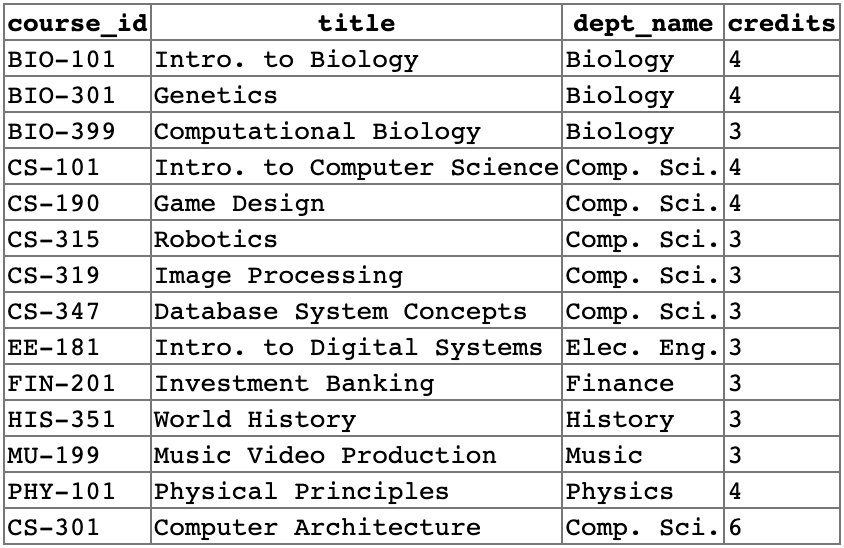 course_id title dept_name credits
BIO-101 Intro. to Biology Biology 4
BIO-301 Genetics Biology 4
BIO-399 Computational Biology Biology 3
CS-101 Intro. to Computer Science Comp. Sci. 4
CS-190 Game Design Comp. Sci. 4
CS-315 Robotics Comp. Sci. 3
CS-319 Image Processing Comp. Sci. 3
CS-347 Database System Concepts Comp. Sci. 3
EE-181 Intro. to Digital Systems Elec. Eng. 3
FIN-201 Investment Banking Finance 3
HIS-351 World History History 3
MU-199 Music Video Production Music 3
PHY-101 Physical Principles Physics 4
CS-301 Computer Architecture Comp. Sci. 6